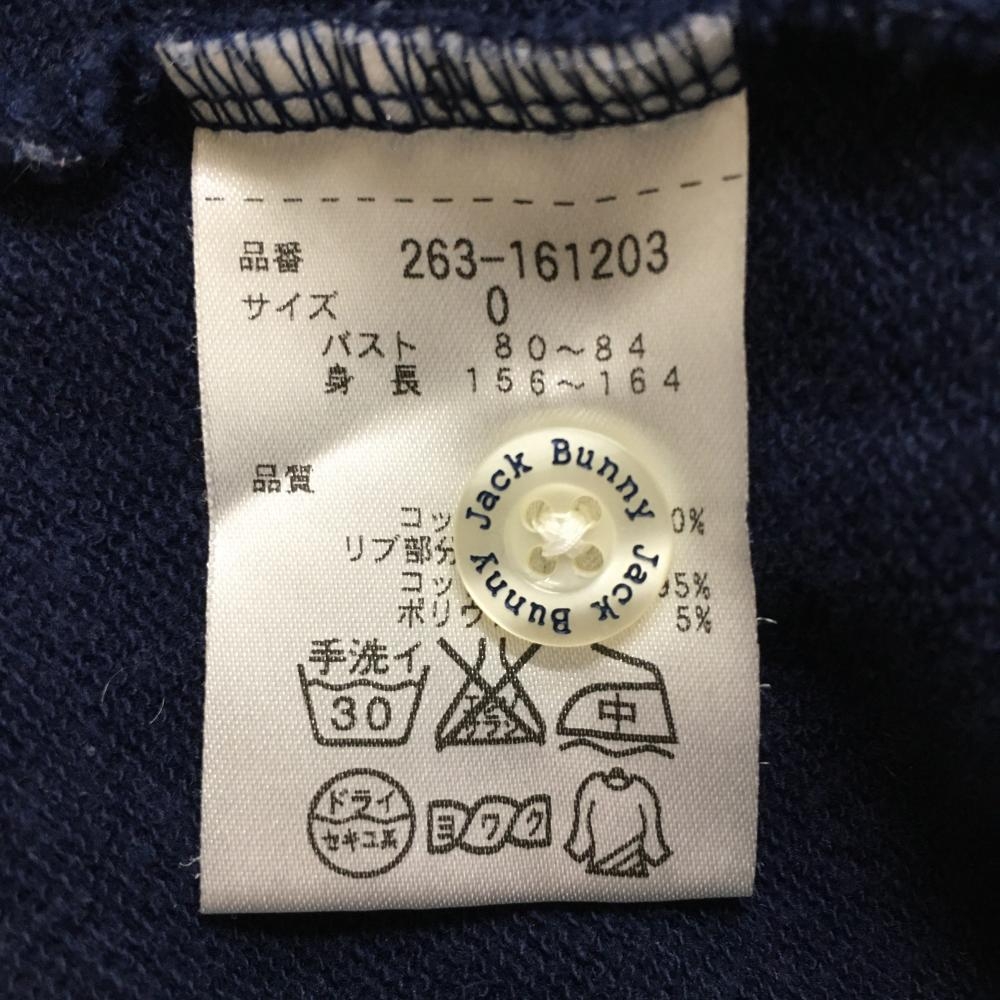 品番 263-161203
サイズ 0
バスト 80～84
身長 156～164
品質
Jack Bunny Jack Bunny
コッ 0%
リブ部分
コッ 95%
ポリウ 5%
手洗イ
30
中
ドライ
セキユ系
ヨワク